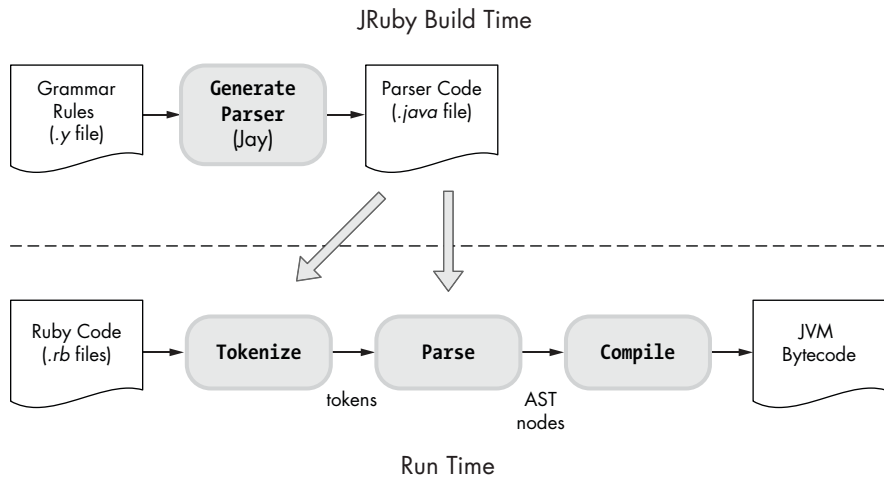 JRuby Build Time
Grammar
Rules
(.y file)
Generate
Parser
(Jay)
Parser Code
(.java file)
Ruby Code
(.rb files)
Tokenize
tokens
Parse
AST
nodes
Compile
JVM
Bytecode
Run Time